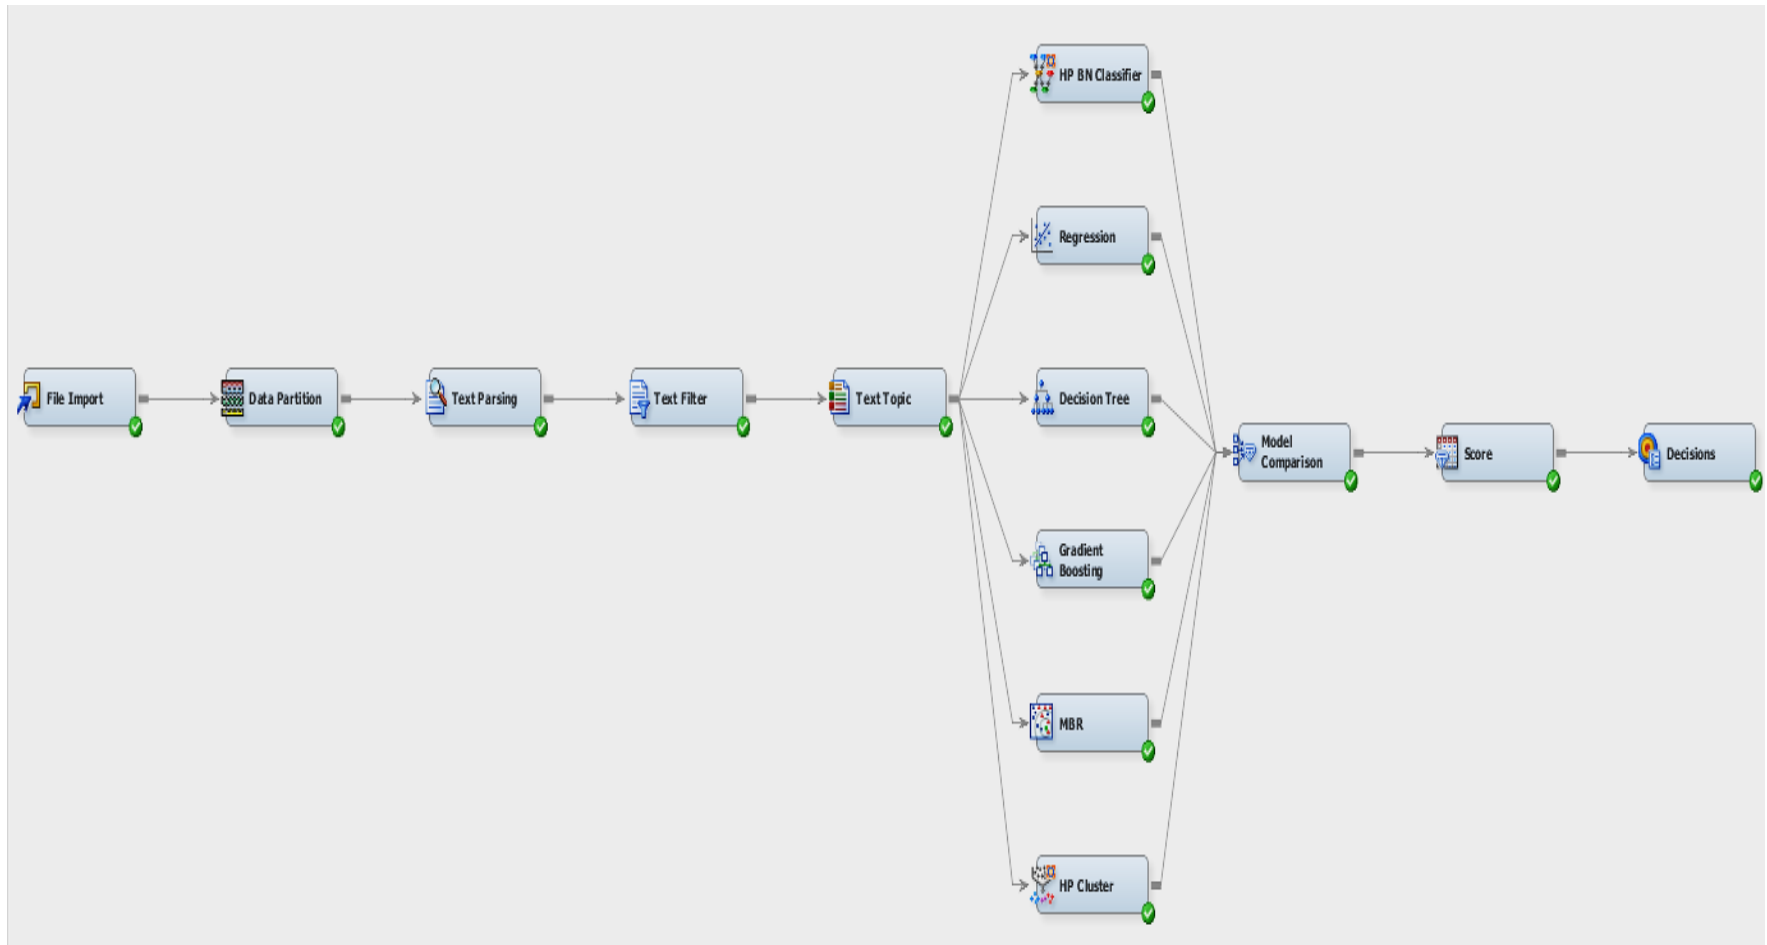 File Import
Data Partition
Text Parsing
Text Filter
Text Topic
HP BN Classifier
Regression
Decision Tree
Gradient
Boosting
MBR
HP Cluster
Model
Comparison
Score
Decisions